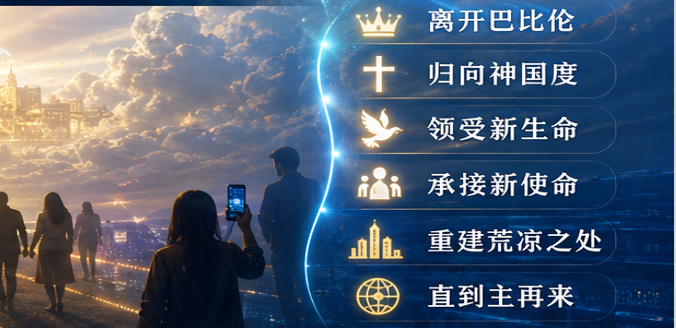 离开巴比伦
归向神国度
领受新生命
承接新使命
重建荒凉之处
直到主再来